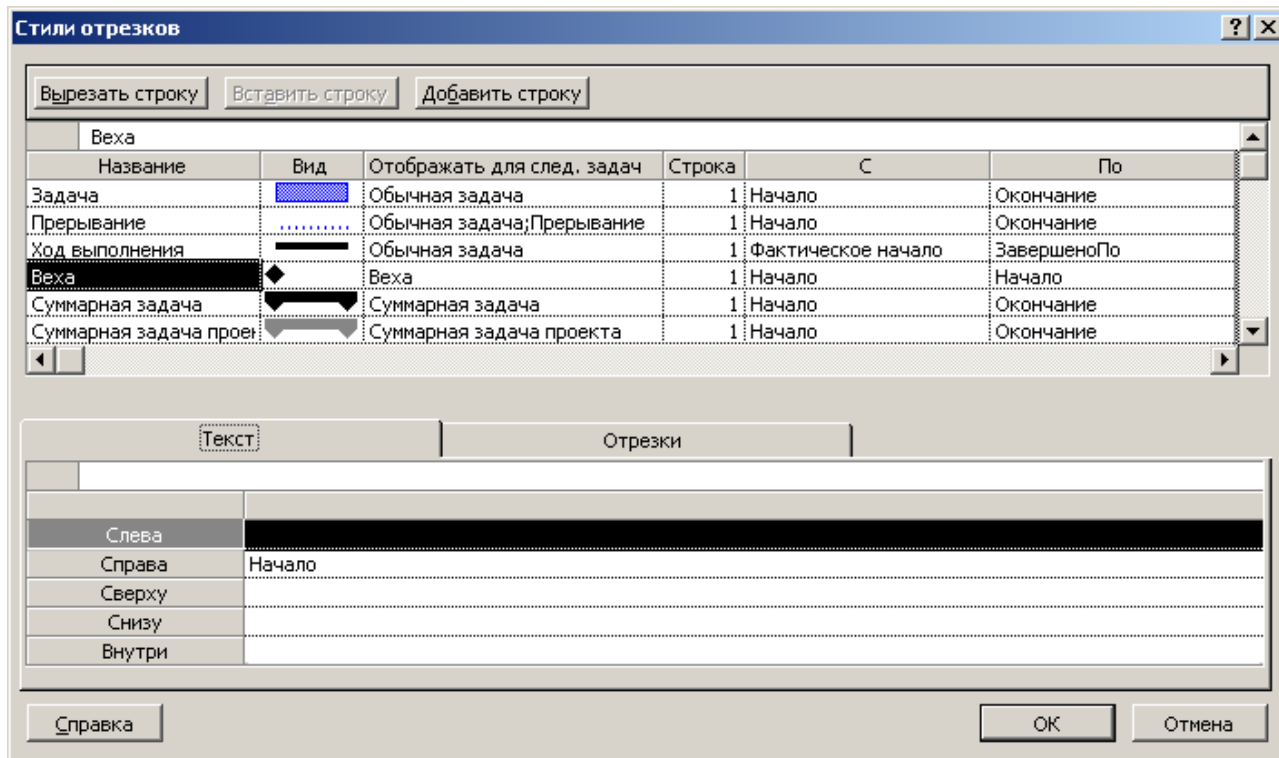 Стили отрезков
Вырезать строку Вставить строку Добавить строку
Веха
Название Вид Отображать для след. задач Строка С По
Задача Обычная задача 1 Начало Окончание
Прерывание Обычная задача;Прерывание 1 Начало Окончание
Ход выполнения Обычная задача 1 Фактическое начало ЗавершеноПо
Веха Веха 1 Начало Начало
Суммарная задача Суммарная задача 1 Начало Окончание
Суммарная задача проек Суммарная задача проекта 1 Начало Окончание
Текст Отрезки
Слева
Справа Начало
Сверху
Снизу
Внутри
Справка ОК Отмена